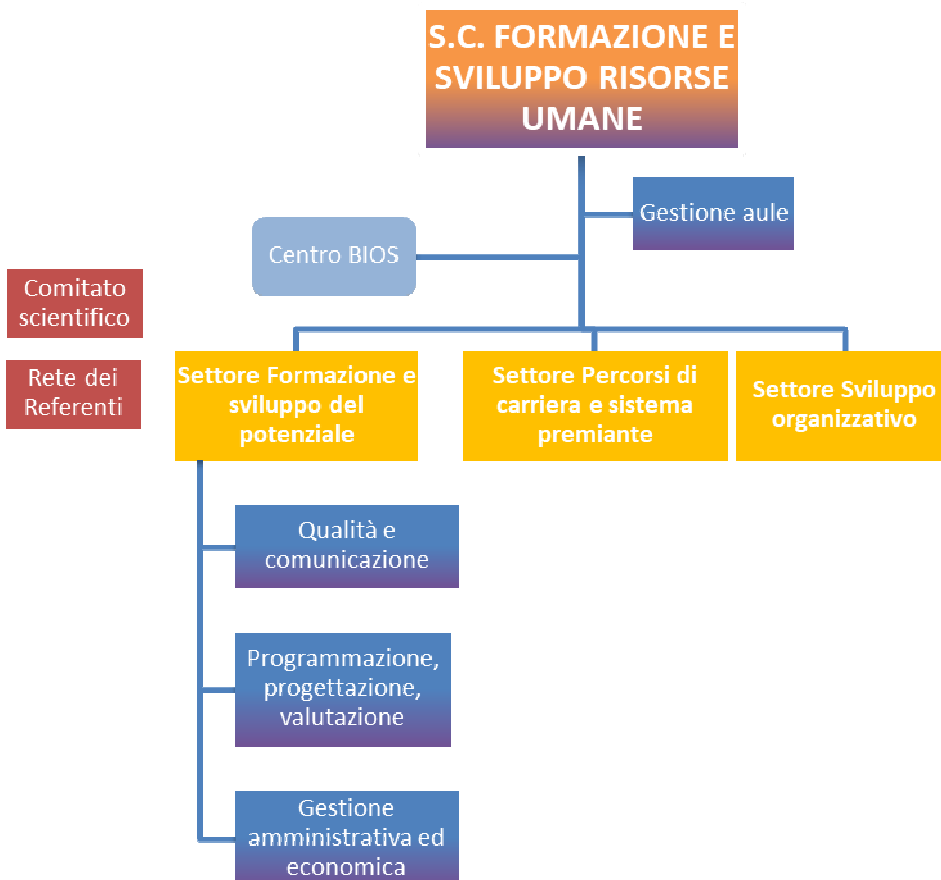 S.C. FORMAZIONE E
SVILUPPO RISORSE
UMANE
Gestione aule
Centro BIOS
Comitato
scientifico
Rete dei
Referenti
Settore Formazione e
sviluppo del
potenziale
Settore Percorsi di
carriera e sistema
premiante
Settore Sviluppo
organizzativo
Qualità e
comunicazione
Programmazione,
progettazione,
valutazione
Gestione
amministrativa ed
economica